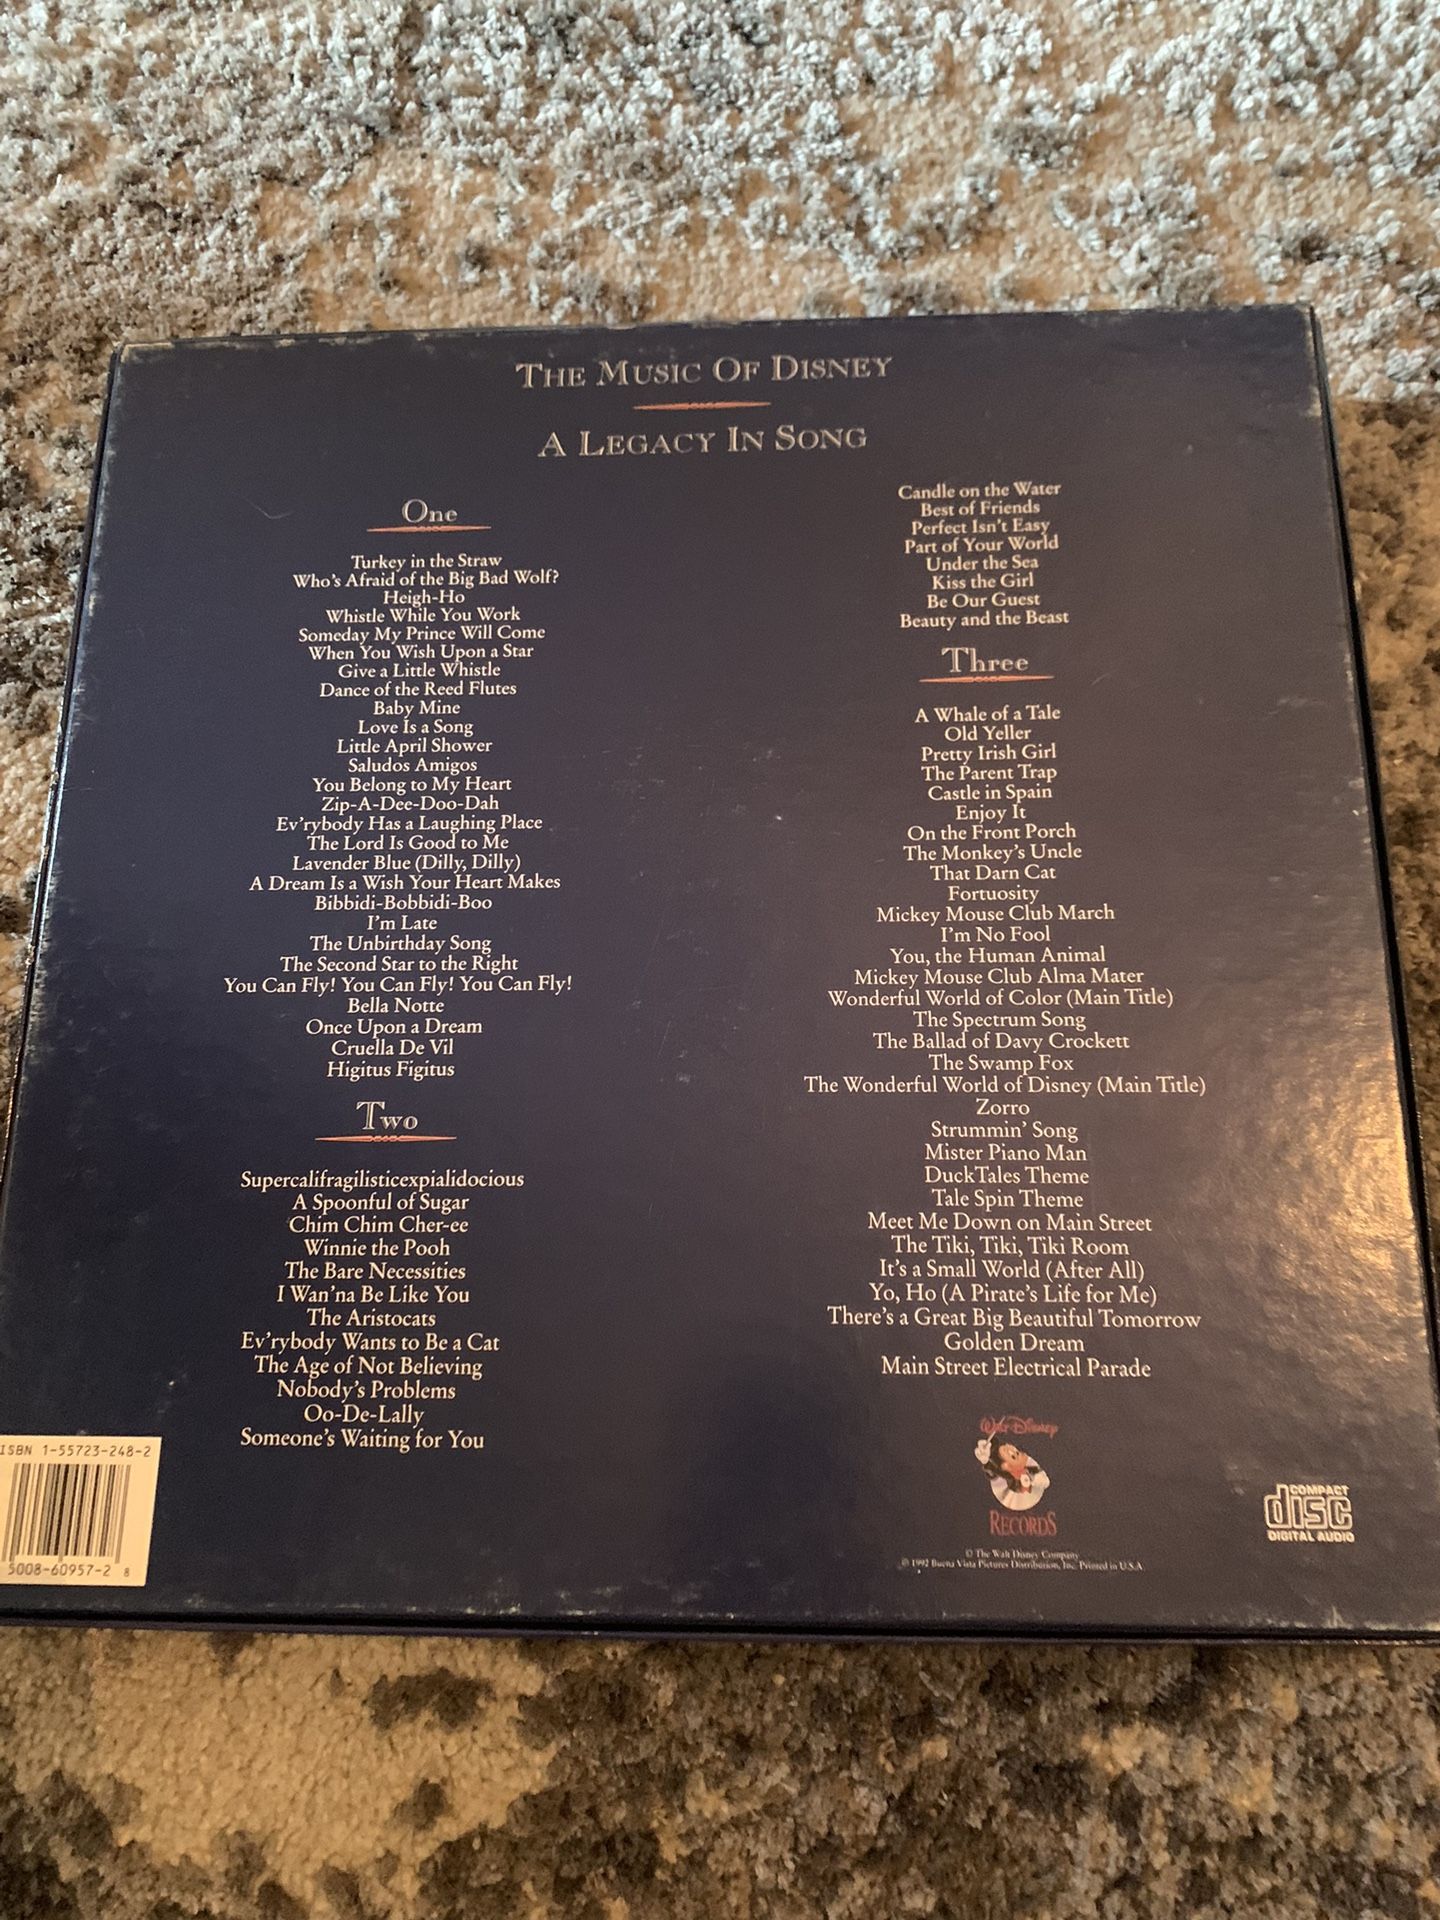 THE MUSIC OF DISNEY
A LEGACY IN SONG
One
Turkey in the Straw
Who's Afraid of the Big Bad Wolf?
Heigh-Ho
Whistle While You Work
Someday My Prince Will Come
When You Wish Upon a Star
Give a Little Whistle
Dance of the Reed Flutes
Baby Mine
Love Is a Song
Little April Shower
Saludos Amigos
You Belong to My Heart
Zip-A-Dee-Doo-Dah
Ev'rybody Has a Laughing Place
The Lord Is Good to Me
Lavender Blue (Dilly, Dilly)
A Dream Is a Wish Your Heart Makes
Bibbidi-Bobbidi-Boo
I'm Late
The Unbirthday Song
The Second Star to the Right
You Can Fly! You Can Fly! You Can Fly!
Bella Notte
Once Upon a Dream
Cruella De Vil
Higitus Figitus
Two
Supercalifragilisticexpialidocious
A Spoonful of Sugar
Chim Chim Cher-ee
Winnie the Pooh
The Bare Necessities
I Wan'na Be Like You
The Aristocats
Ev'rybody Wants to Be a Cat
The Age of Not Believing
Nobody's Problems
Oo-De-Lally
Someone's Waiting for You
Candle on the Water
Best of Friends
Perfect Isn't Easy
Part of Your World
Under the Sea
Kiss the Girl
Be Our Guest
Beauty and the Beast
Three
A Whale of a Tale
Old Yeller
Pretty Irish Girl
The Parent Trap
Castle in Spain
Enjoy It
On the Front Porch
The Monkey's Uncle
That Darn Cat
Fortuosity
Mickey Mouse Club March
I'm No Fool
You, the Human Animal
Mickey Mouse Club Alma Mater
Wonderful World of Color (Main Title)
The Spectrum Song
The Ballad of Davy Crockett
The Swamp Fox
The Wonderful World of Disney (Main Title)
Zorro
Strummin' Song
Mister Piano Man
DuckTales Theme
Tale Spin Theme
Meet Me Down on Main Street
The Tiki, Tiki, Tiki Room
It's a Small World (After All)
Yo, Ho (A Pirate's Life for Me)
There's a Great Big Beautiful Tomorrow
Golden Dream
Main Street Electrical Parade
ISBN 1-55723-248-2
5008-60957-2 8
WALT DISNEY
RECORDS
COMPACT
disc
DIGITAL AUDIO
© The Walt Disney Company
℗ 1992 Buena Vista Pictures Distribution, Inc. Printed in U.S.A.